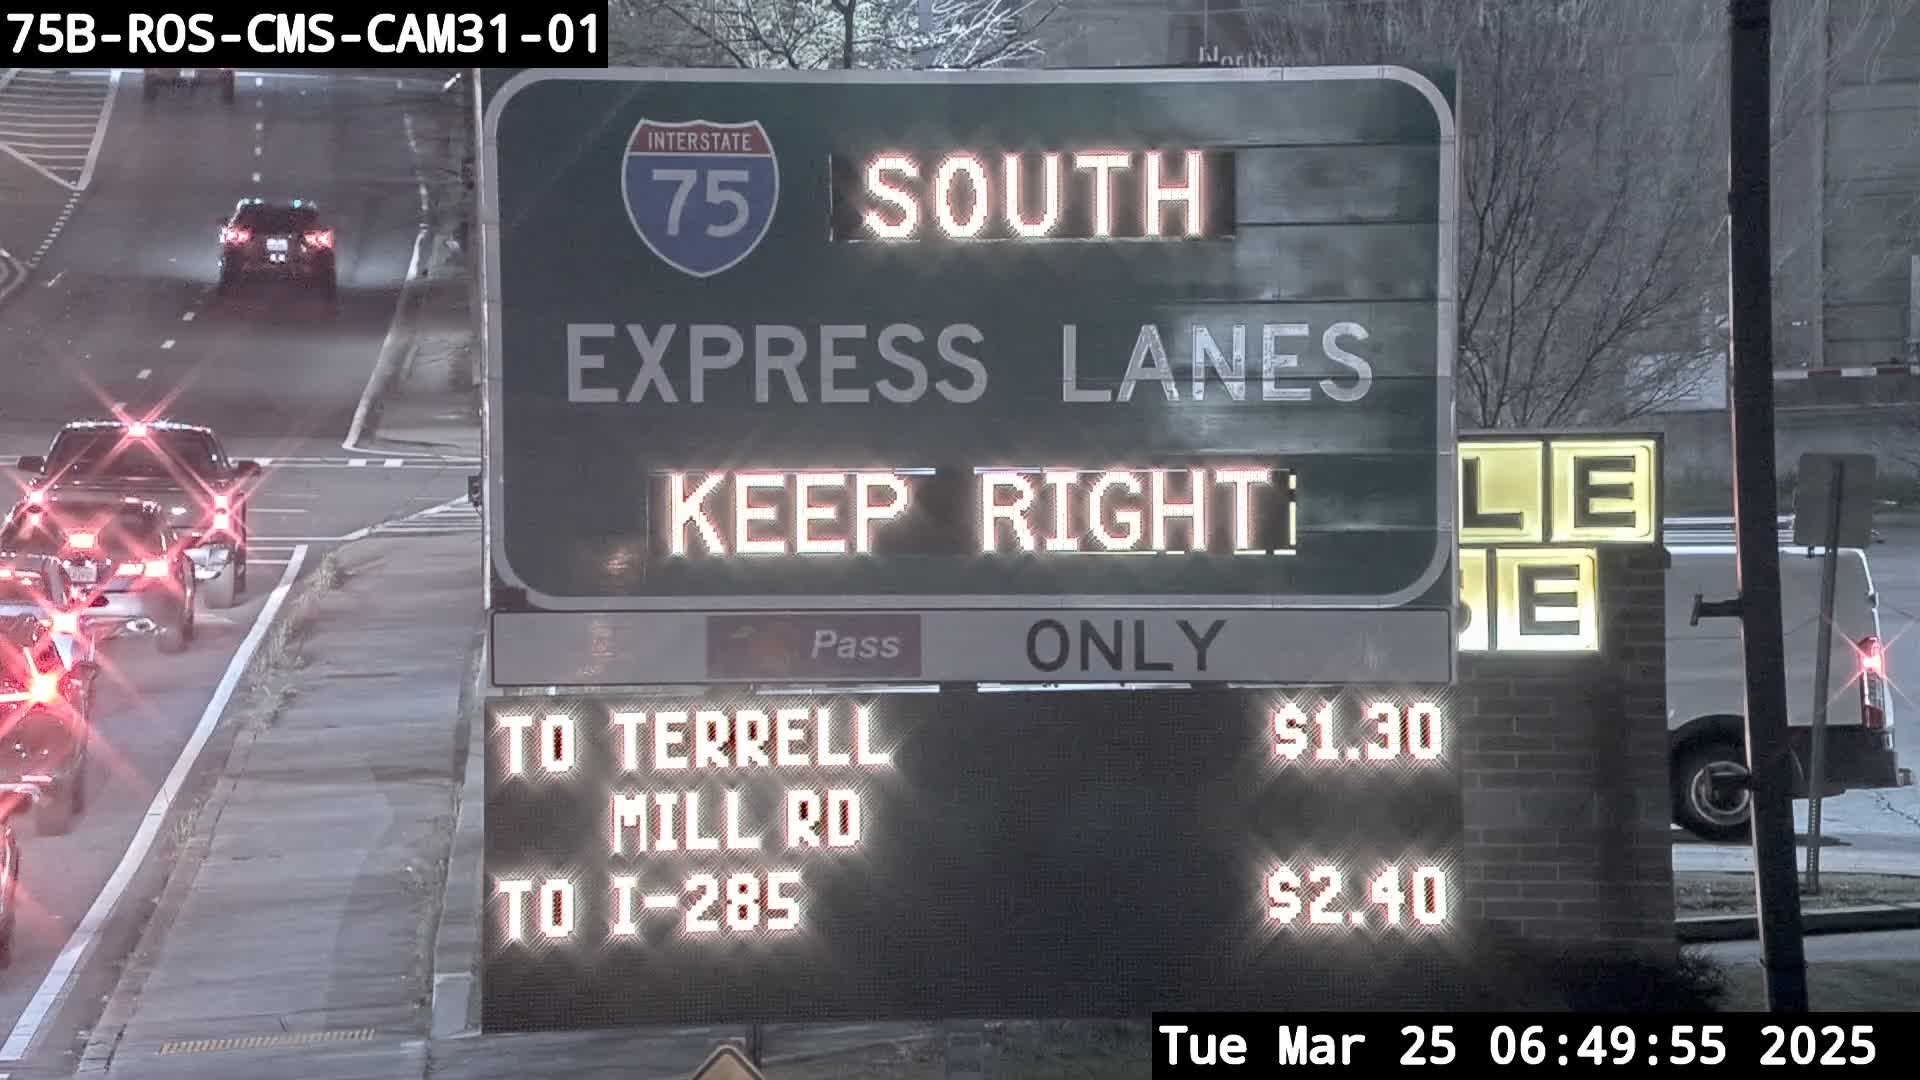 75B-ROS-CMS-CAM31-01
INTERSTATE
75
SOUTH
EXPRESS LANES
KEEP RIGHT
Pass ONLY
TO TERRELL $1.30
MILL RD
TO I-285 $2.40
LE
E
Tue Mar 25 06:49:55 2025